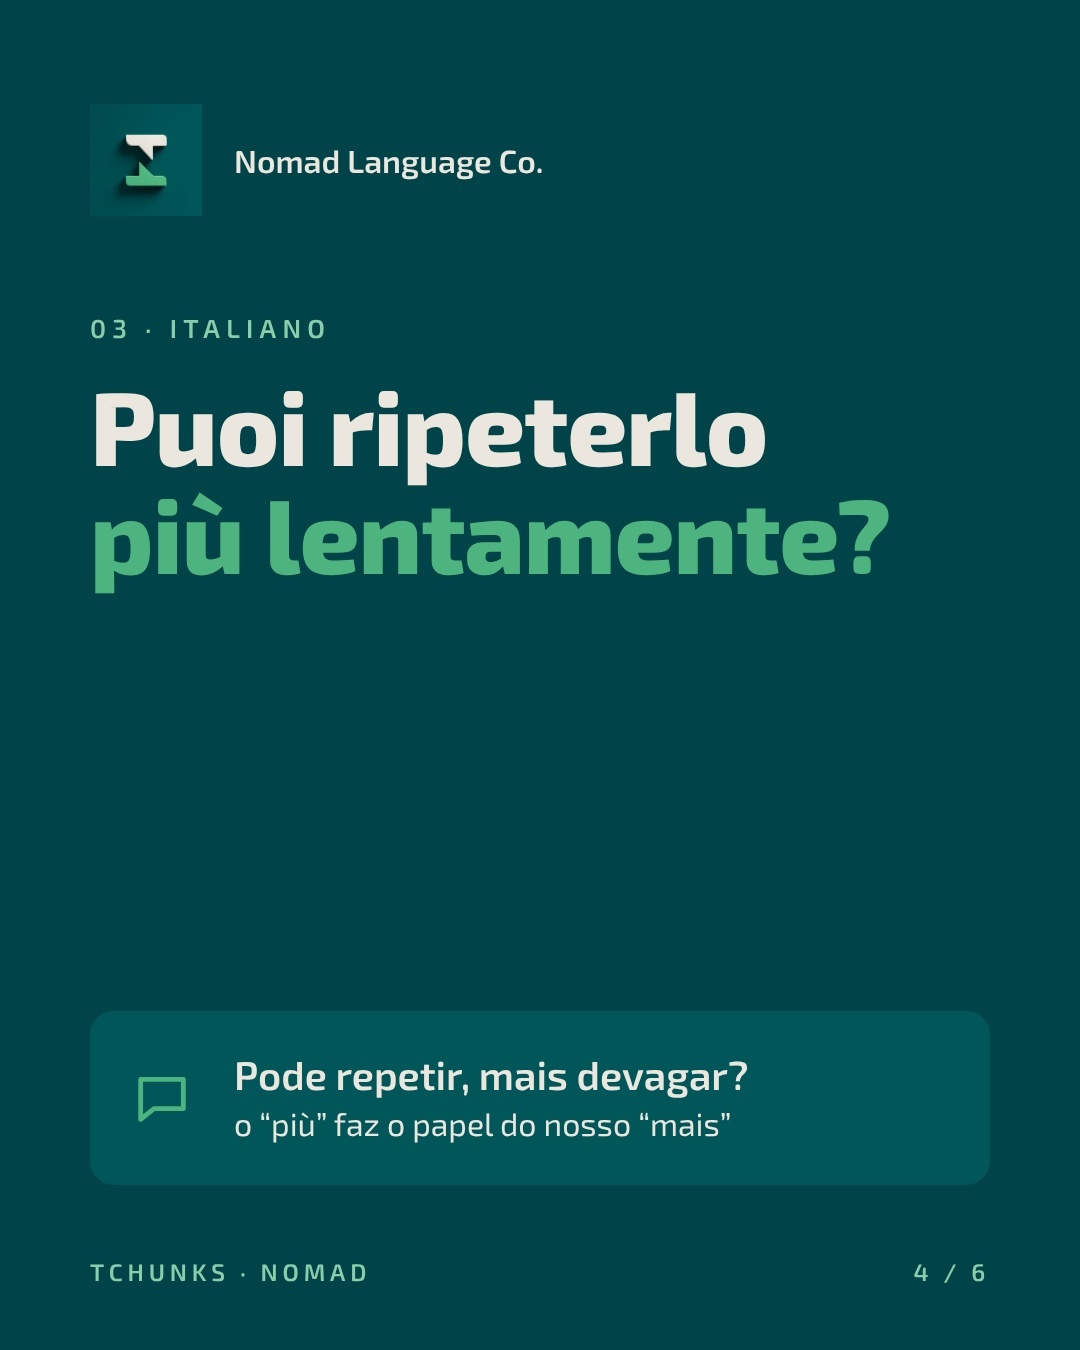 Nomad Language Co.
03 · ITALIANO
Puoi ripeterlo
più lentamente?
Pode repetir, mais devagar?
o “più” faz o papel do nosso “mais”
TCHUNKS · NOMAD
4 / 6